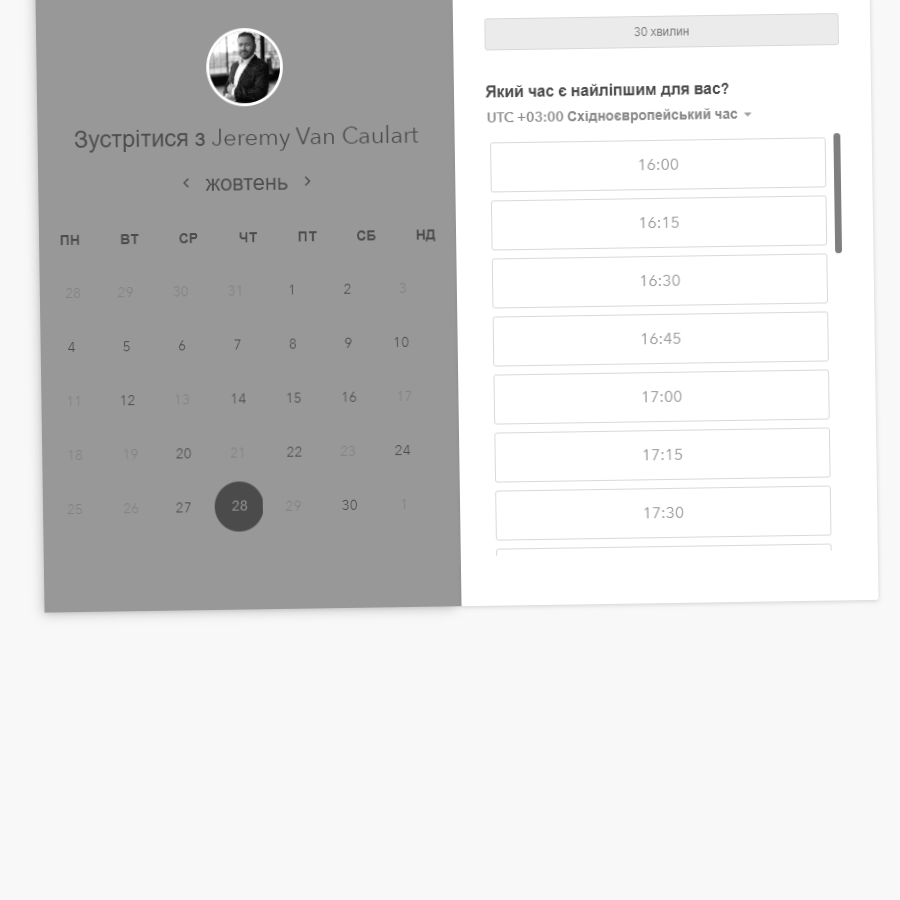 Зустрітися з Jeremy Van Caulart
жовтень
ПН ВТ СР ЧТ ПТ СБ НД
28 29 30 31 1 2 3
4 5 6 7 8 9 10
11 12 13 14 15 16 17
18 19 20 21 22 23 24
25 26 27 28 29 30 1
30 хвилин
Який час є найліпшим для вас?
UTC +03:00 Східноєвропейський час
16:00
16:15
16:30
16:45
17:00
17:15
17:30